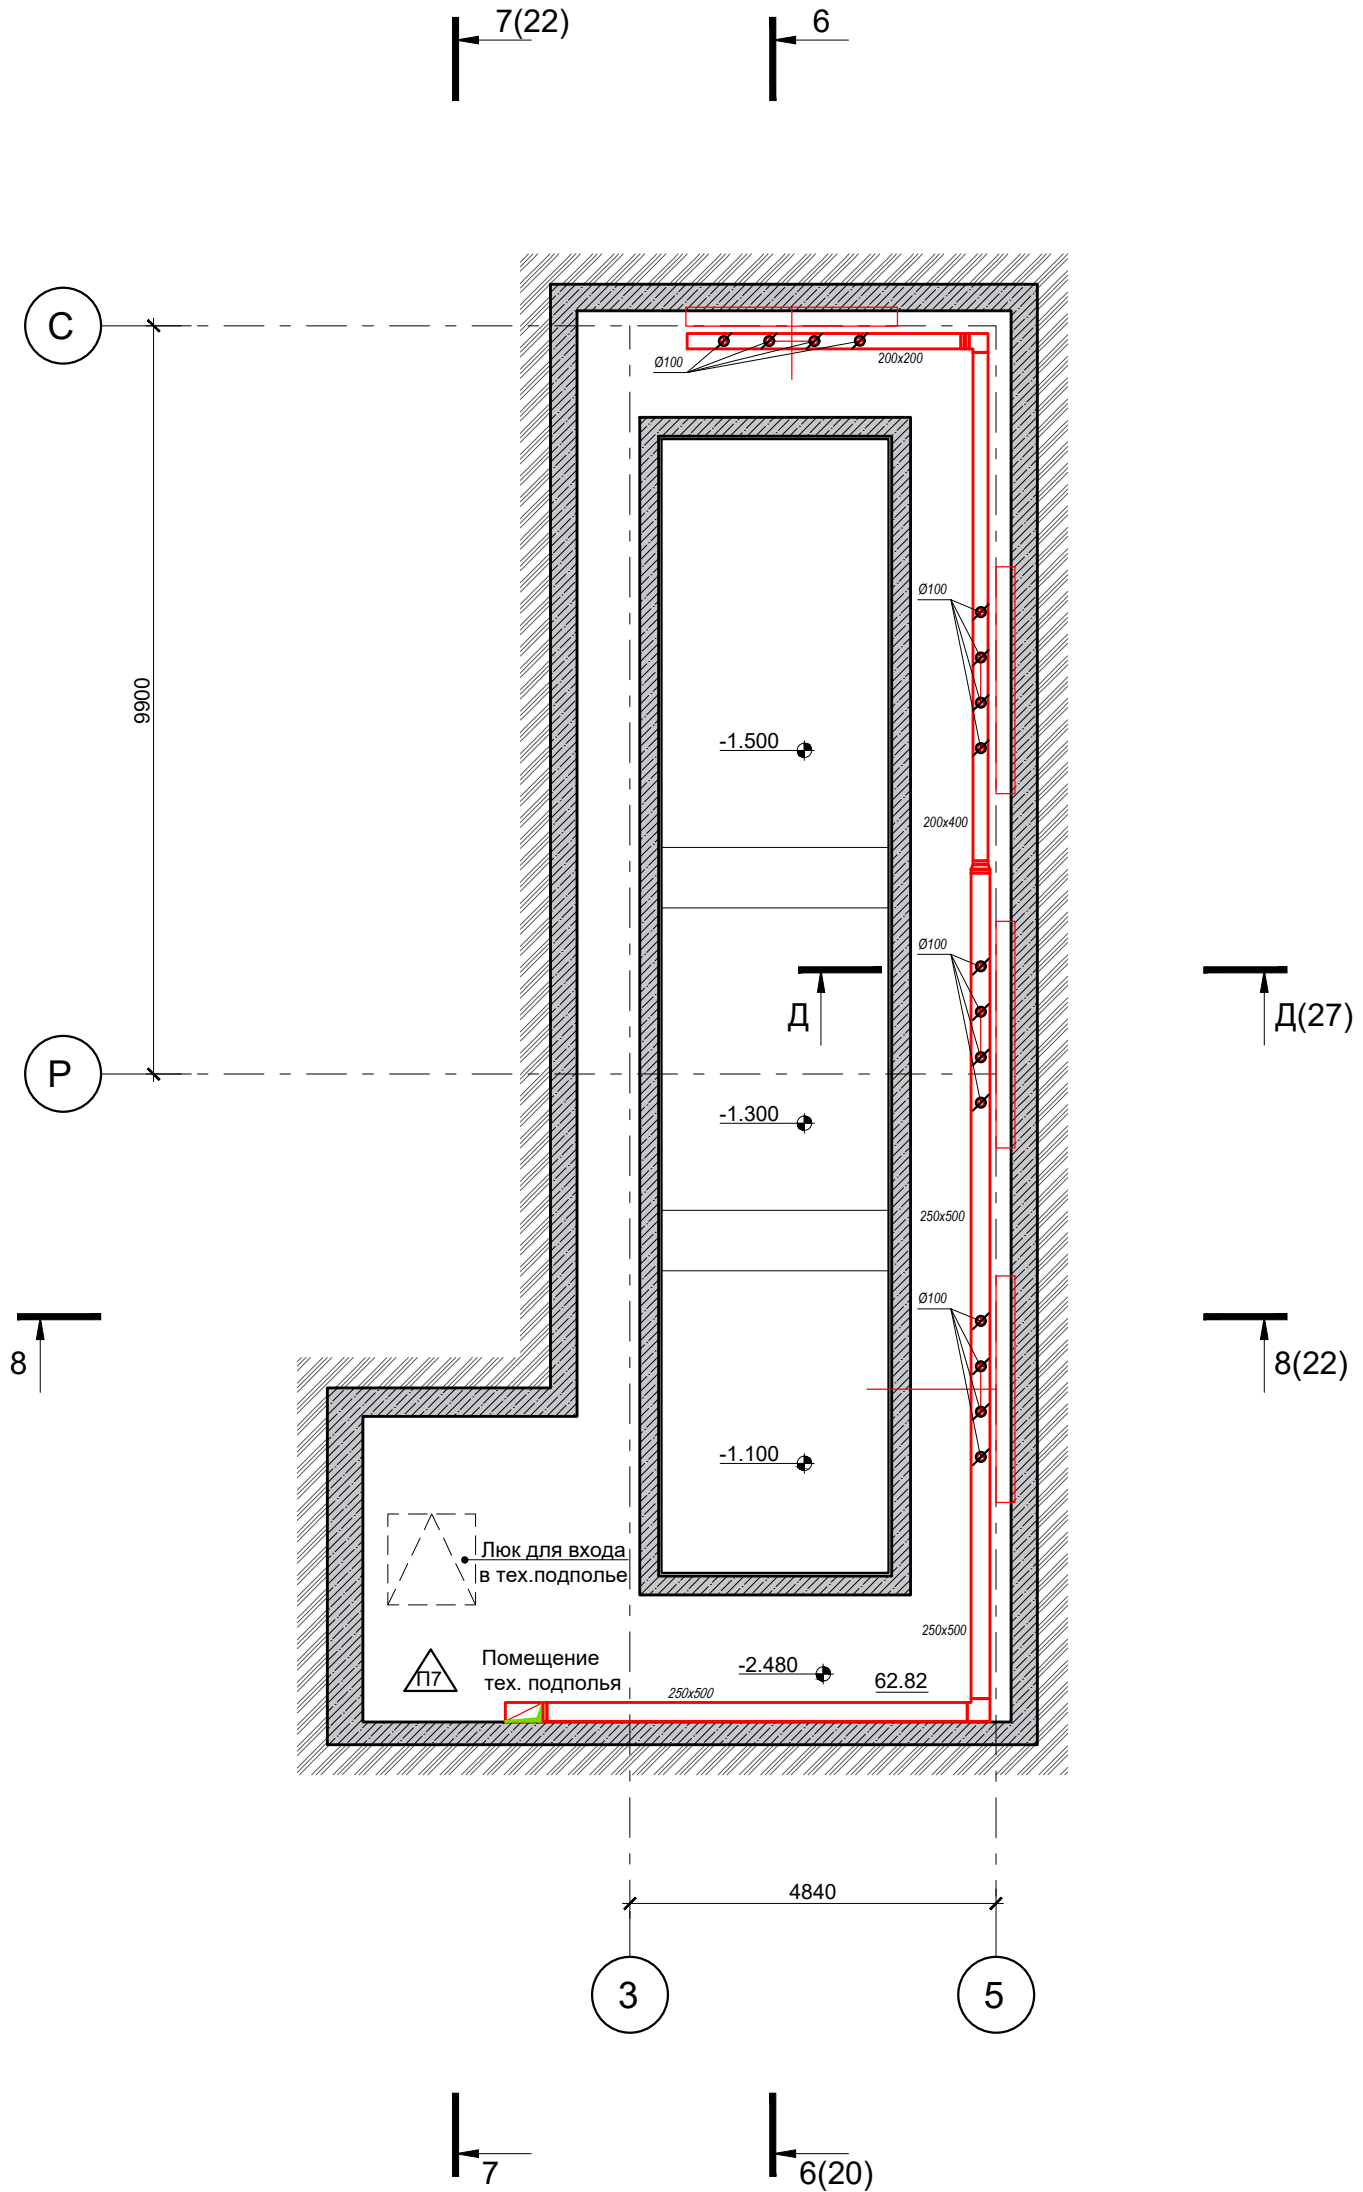 7(22)
6
С
Ø100
200x200
Ø100
9900
-1.500
200x400
Ø100
Д
Д(27)
Р
-1.300
250x500
Ø100
8
8(22)
-1.100
Люк для входа
в тех.подполье
250x500
П7
Помещение
тех. подполья
-2.480
62.82
250x500
4840
3
5
7
6(20)